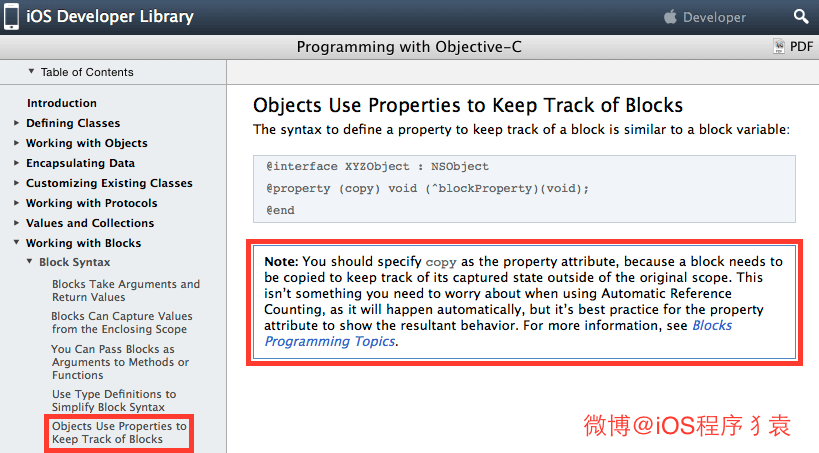 iOS Developer Library
Developer
Programming with Objective-C
PDF
Table of Contents
Introduction
Defining Classes
Working with Objects
Encapsulating Data
Customizing Existing Classes
Working with Protocols
Values and Collections
Working with Blocks
Block Syntax
Blocks Take Arguments and
Return Values
Blocks Can Capture Values
from the Enclosing Scope
You Can Pass Blocks as
Arguments to Methods or
Functions
Use Type Definitions to
Simplify Block Syntax
Objects Use Properties to
Keep Track of Blocks
Objects Use Properties to Keep Track of Blocks
The syntax to define a property to keep track of a block is similar to a block variable:
@interface XYZObject : NSObject
@property (copy) void (^blockProperty)(void);
@end
Note: You should specify copy as the property attribute, because a block needs to
be copied to keep track of its captured state outside of the original scope. This
isn’t something you need to worry about when using Automatic Reference
Counting, as it will happen automatically, but it’s best practice for the property
attribute to show the resultant behavior. For more information, see Blocks
Programming Topics.
微博@iOS程序犭袁